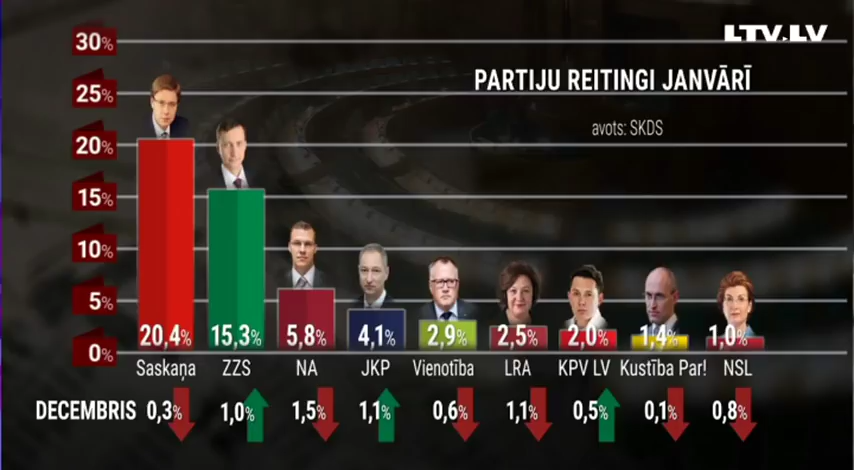 LTV.LV
30%
PARTIJU REITINGI JANVĀRĪ
25%
avots: SKDS
20%
15%
10%
5%
0%
20,4% 15,3% 5,8% 4,1% 2,9% 2,5% 2,0% 1,4% 1,0%
Saskaņa ZZS NA JKP Vienotība LRA KPV LV Kustība Par! NSL
DECEMBRIS 0,3% 1,0% 1,5% 1,1% 0,6% 1,1% 0,5% 0,1% 0,8%